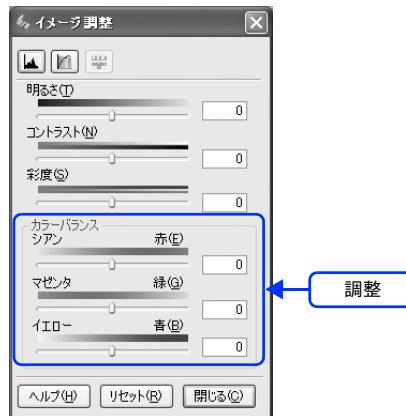 イメージ調整
明るさ(T)
0
コントラスト(N)
0
彩度(S)
0
カラーバランス
シアン 赤(E)
0
マゼンタ 緑(G)
0
イエロー 青(B)
0
調整
ヘルプ(H) リセット(R) 閉じる(C)